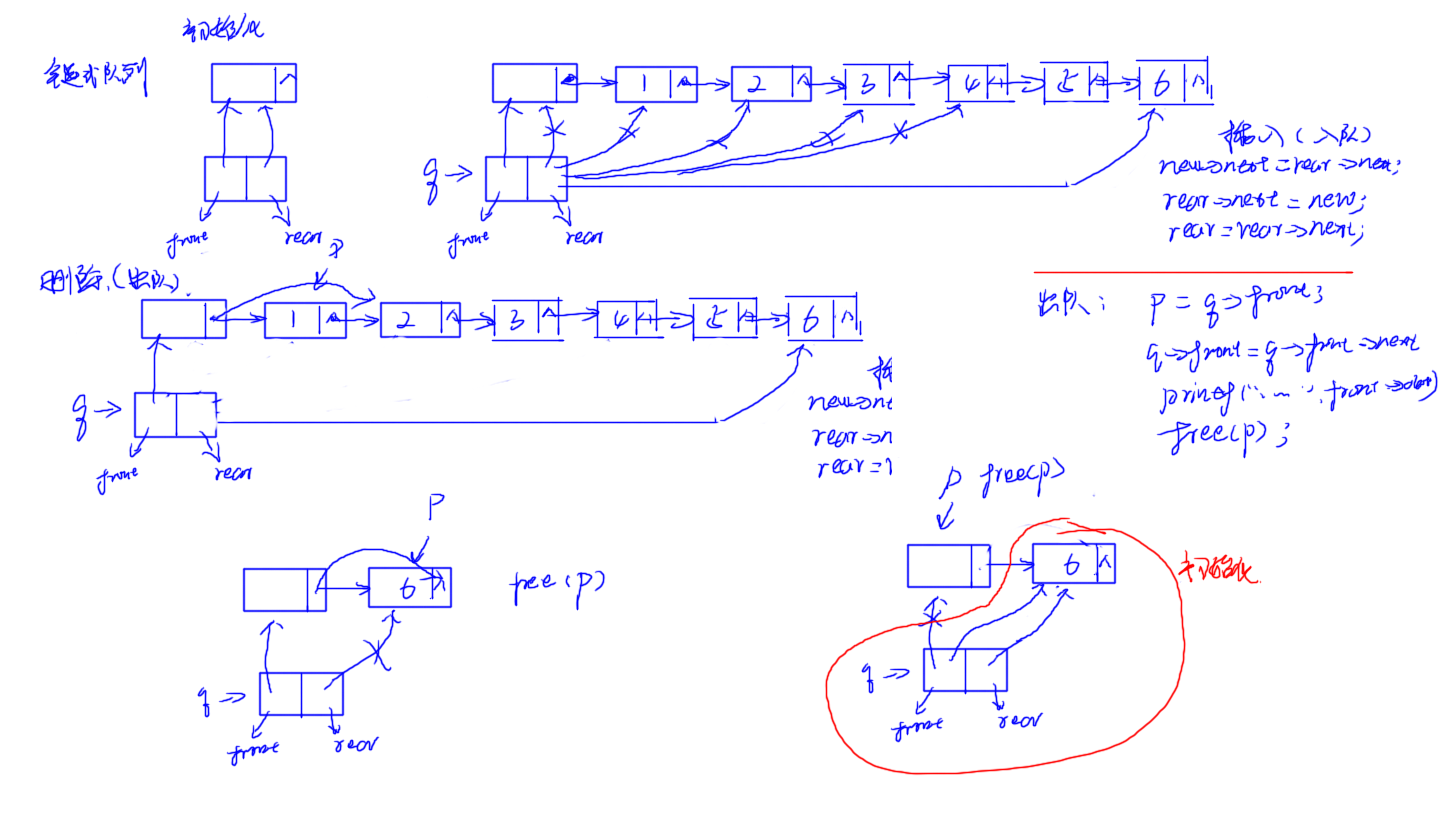 初始化
链式队列
1 2 3 4 5 6
q->
front rear
front rear
插入(入队)
new->next = rear->next;
rear->next = new;
rear = rear->next;
删除(出队)
P
1 2 3 4 5 6
q->
front rear
插
new->ne
rear->n
rear=
出队: P = q->front;
q->front = q->front->next
printf("......", front->data)
free(p);
P
6
free(p)
q->
front rear
P free(p)
6
初始化
q->
front rear